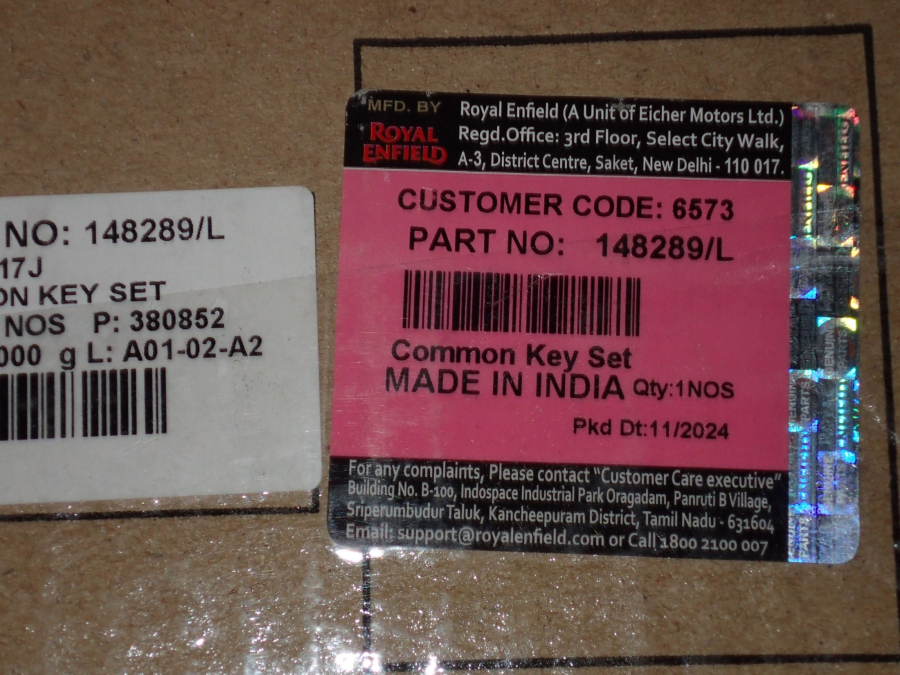 NO: 148289/L
17J
ON KEY SET
NOS P: 380852
000 g L: A01-02-A2
MFD. BY
ROYAL
ENFIELD
Royal Enfield (A Unit of Eicher Motors Ltd.)
Regd.Office: 3rd Floor, Select City Walk,
A-3, District Centre, Saket, New Delhi - 110 017.
CUSTOMER CODE: 6573
PART NO: 148289/L
Common Key Set
MADE IN INDIA Qty:1NOS
Pkd Dt:11/2024
For any complaints, Please contact "Customer Care executive"
Building No. B-100, Indospace Industrial Park Oragadam, Panruti B Village,
Sriperumbudur Taluk, Kancheepuram District, Tamil Nadu - 631604
Email: support@royalenfield.com or Call 1800 2100 007
GENUINE
PARTS